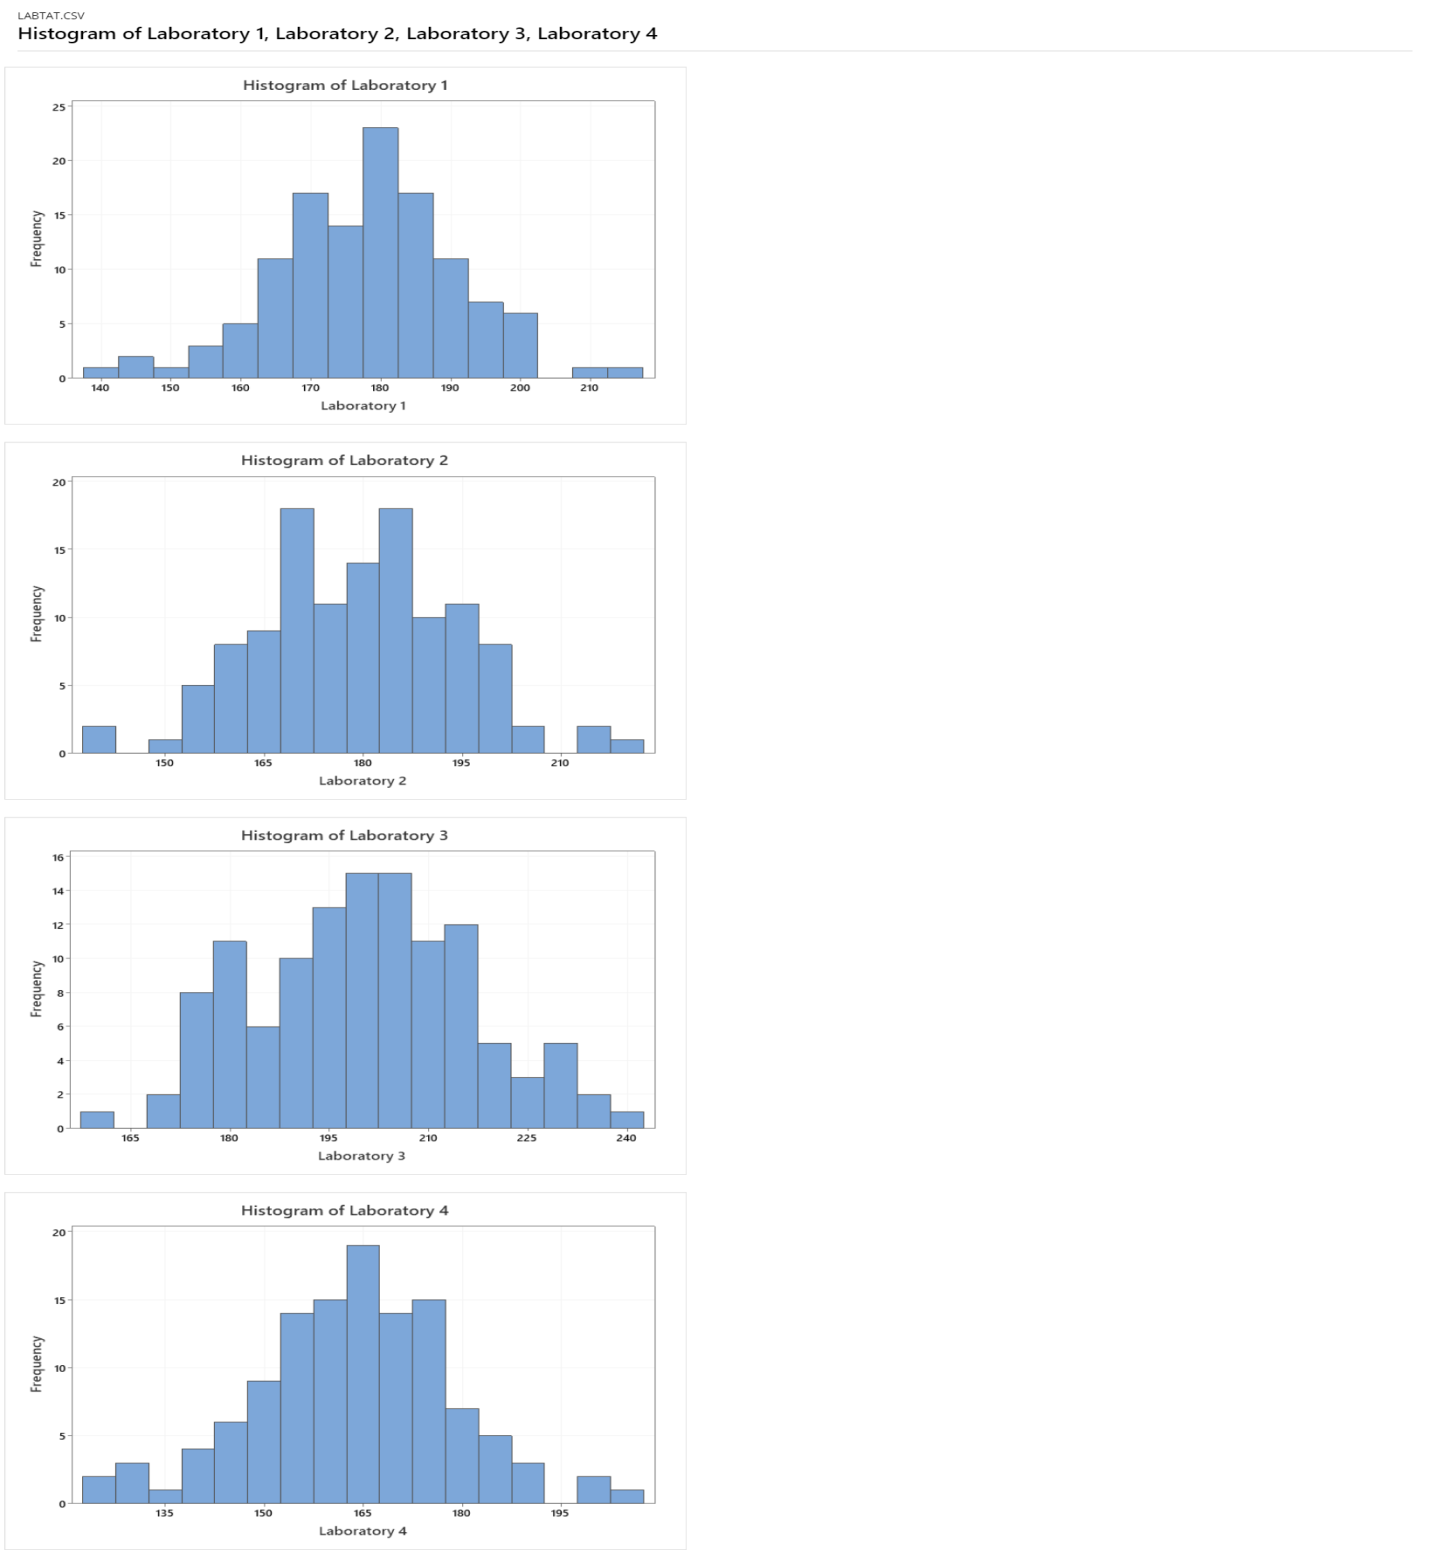 LABTAT.CSV
Histogram of Laboratory 1, Laboratory 2, Laboratory 3, Laboratory 4
Histogram of Laboratory 1
25
20
15
10
5
0
Frequency
140 150 160 170 180 190 200 210
Laboratory 1
Histogram of Laboratory 2
20
15
10
5
0
Frequency
150 165 180 195 210
Laboratory 2
Histogram of Laboratory 3
16
14
12
10
8
6
4
2
0
Frequency
165 180 195 210 225 240
Laboratory 3
Histogram of Laboratory 4
20
15
10
5
0
Frequency
135 150 165 180 195
Laboratory 4